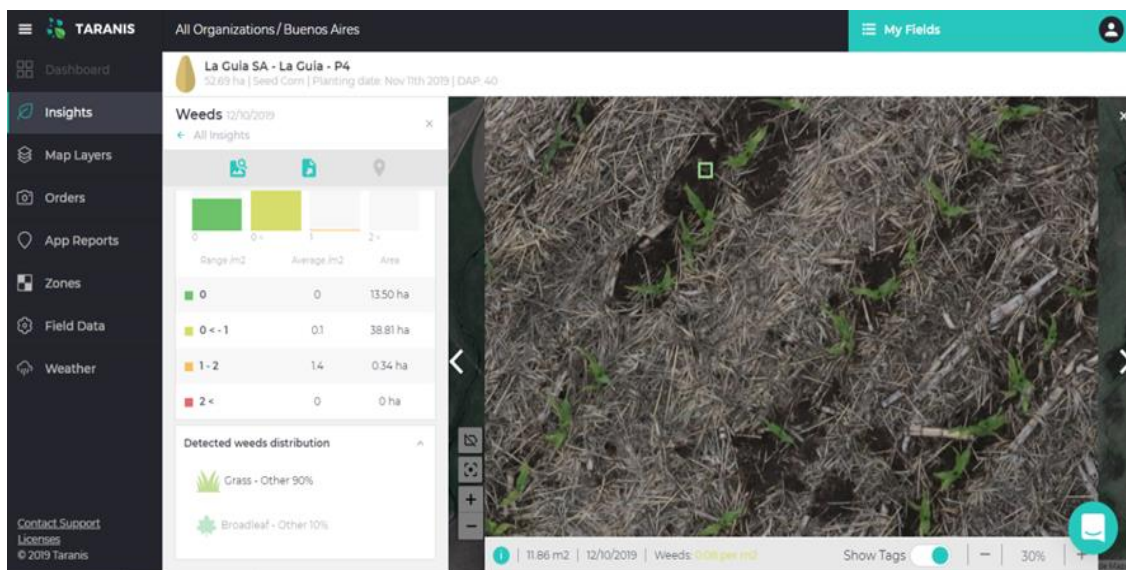 TARANIS
All Organizations / Buenos Aires
My Fields
Dashboard
Insights
Map Layers
Orders
App Reports
Zones
Field Data
Weather
Contact Support
Licenses
© 2019 Taranis
La Guia SA - La Guia - P4
52.69 ha | Seed Corn | Planting date: Nov 11th 2019 | DAP: 40
Weeds 12/10/2019
← All Insights
0 0 < 1 2 <
Range /m2 Average /m2 Area
0 0 13.50 ha
0 < - 1 0.1 38.81 ha
1 - 2 1.4 0.34 ha
2 < 0 0 ha
Detected weeds distribution
Grass - Other 90%
Broadleaf - Other 10%
11.86 m2 | 12/10/2019 | Weeds: 0.08 per m2
Show Tags
30%